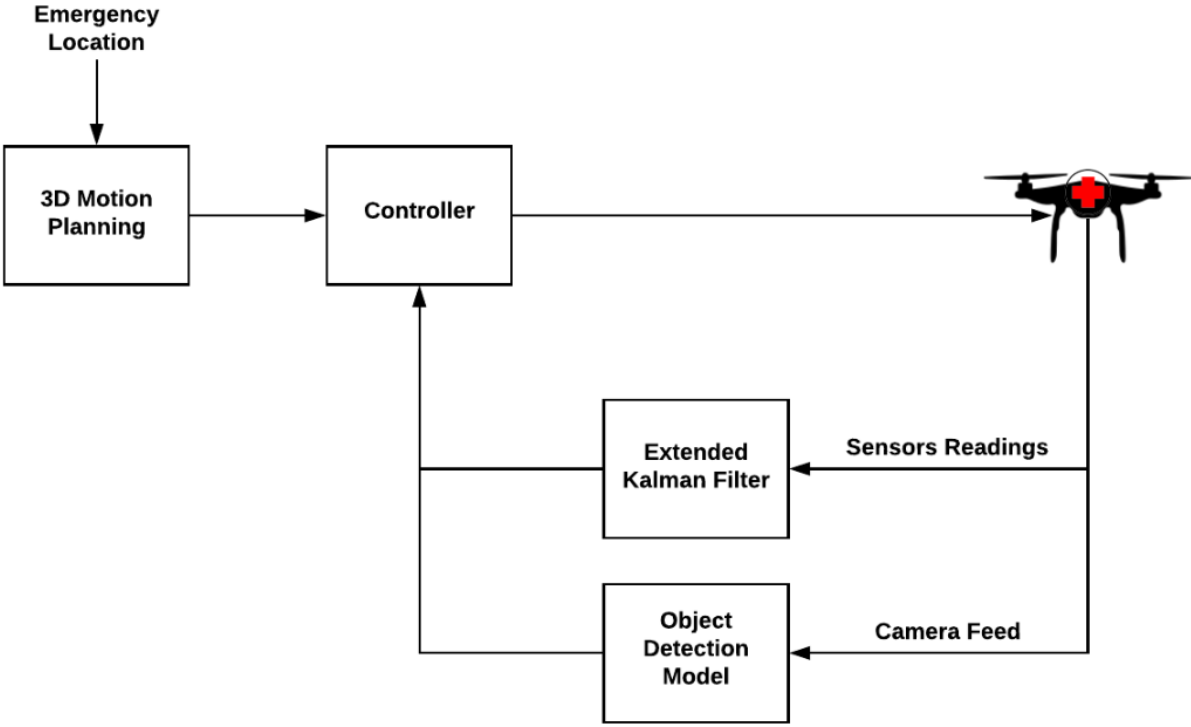 Emergency
Location
3D Motion
Planning
Controller
Extended
Kalman Filter
Sensors Readings
Object
Detection
Model
Camera Feed